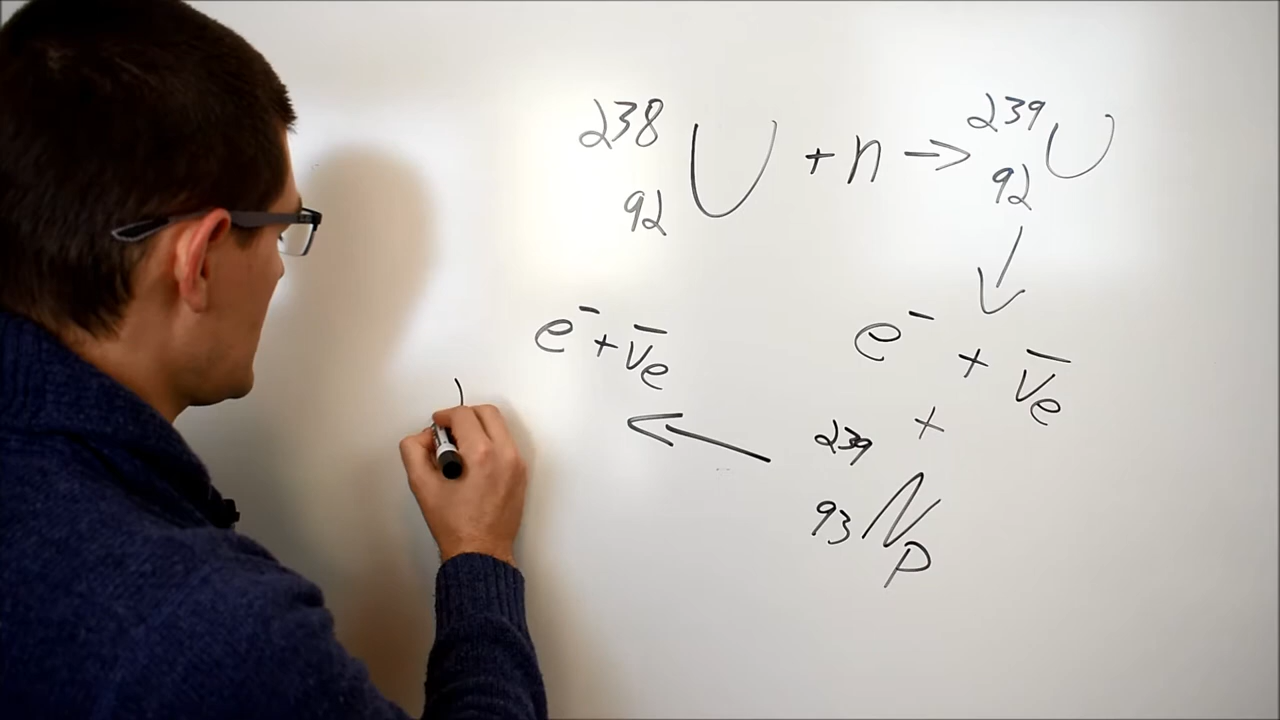 238
92 U + n → 239
92 U
↓
e⁻ + ν̄e
+
239
93 Np
←
e⁻ + ν̄e